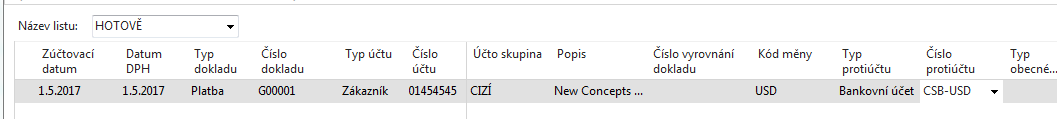 Název listu: HOTOVĚ
Zúčtovací datum Datum DPH Typ dokladu Číslo dokladu Typ účtu Číslo účtu Účto skupina Popis Číslo vyrovnání dokladu Kód měny Typ protiúčtu Číslo protiúčtu Typ obecné...
1.5.2017 1.5.2017 Platba G00001 Zákazník 01454545 CIZÍ New Concepts ... USD Bankovní účet CSB-USD